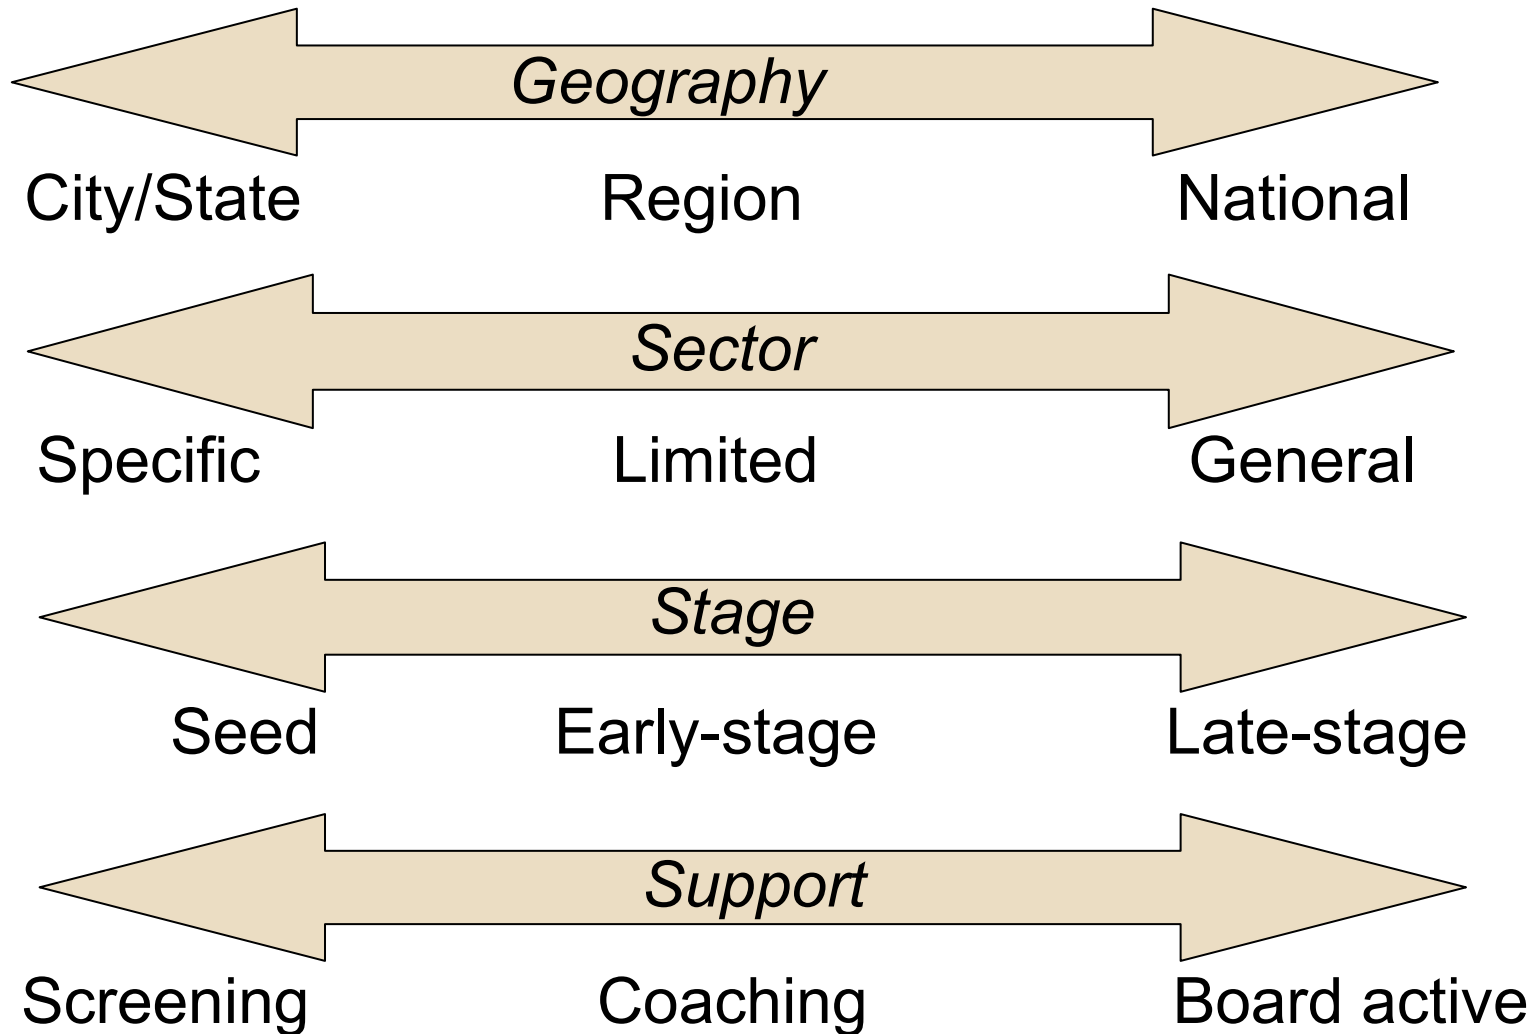 Geography
City/State Region National
Sector
Specific Limited General
Stage
Seed Early-stage Late-stage
Support
Screening Coaching Board active